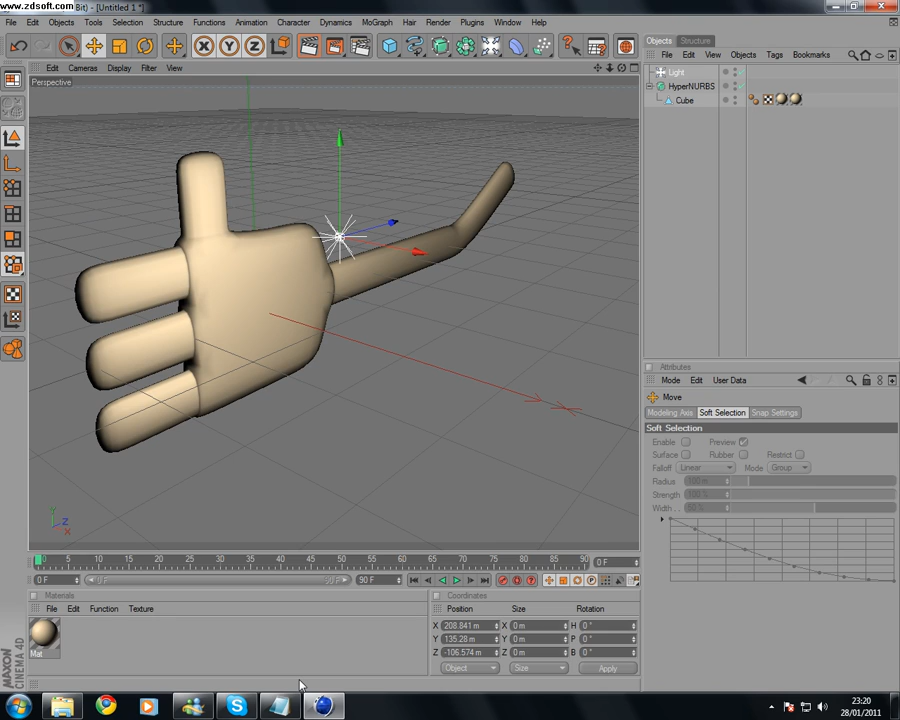 www.zdsoft.com Bit) - [Untitled 1 *]
File Edit Objects Tools Selection Structure Functions Animation Character Dynamics MoGraph Hair Render Plugins Window Help
Objects Structure
File Edit View Objects Tags Bookmarks
Light
HyperNURBS
Cube
Edit Cameras Display Filter View
Perspective
X Y Z
Y Z X
Attributes
Mode Edit User Data
Move
Modeling Axis Soft Selection Snap Settings
Soft Selection
Enable Preview
Surface Rubber Restrict
Falloff Linear Mode Group
Radius 100 m
Strength 100 %
Width . . 50 %
0 5 10 15 20 25 30 35 40 45 50 55 60 65 70 75 80 85 90 0 F
0 F 0 F 90 F 90 F
Materials
File Edit Function Texture
Mat
Coordinates
Position Size Rotation
X 208.841 m X 0 m H 0 °
Y 135.28 m Y 0 m P 0 °
Z -106.574 m Z 0 m B 0 °
Object Size Apply
MAXON CINEMA 4D
23:20
28/01/2011